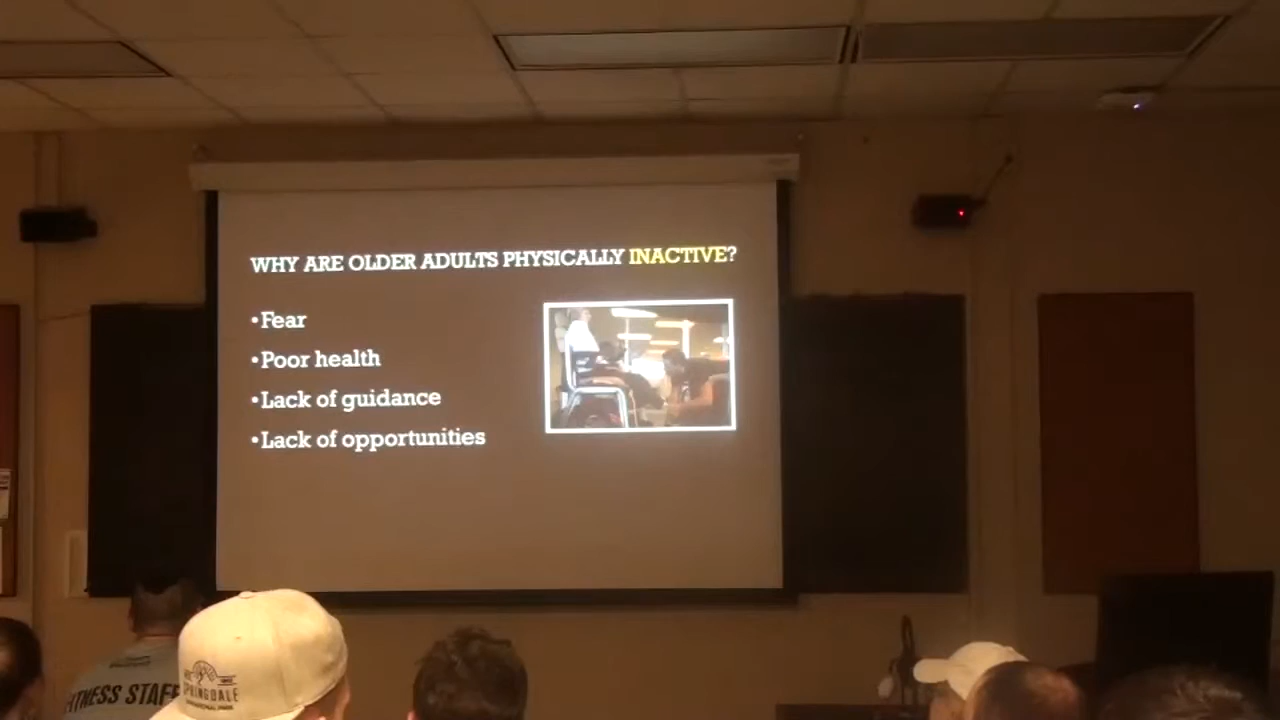 WHY ARE OLDER ADULTS PHYSICALLY INACTIVE?
•Fear
•Poor health
•Lack of guidance
•Lack of opportunities
FITNESS STAFF
SPRINGDALE